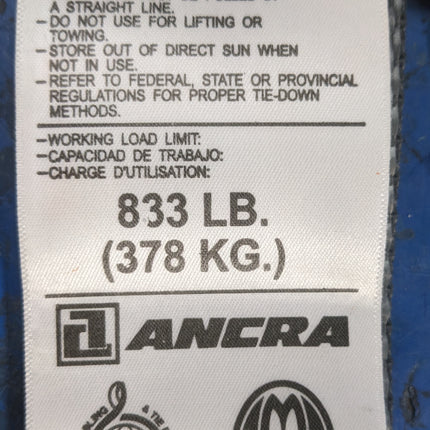 A STRAIGHT LINE.
-DO NOT USE FOR LIFTING OR
TOWING.
-STORE OUT OF DIRECT SUN WHEN
NOT IN USE.
-REFER TO FEDERAL, STATE OR PROVINCIAL
REGULATIONS FOR PROPER TIE-DOWN
METHODS.
-WORKING LOAD LIMIT:
-CAPACIDAD DE TRABAJO:
-CHARGE D'UTILISATION:
833 LB.
(378 KG.)
ANCRA
& TIE